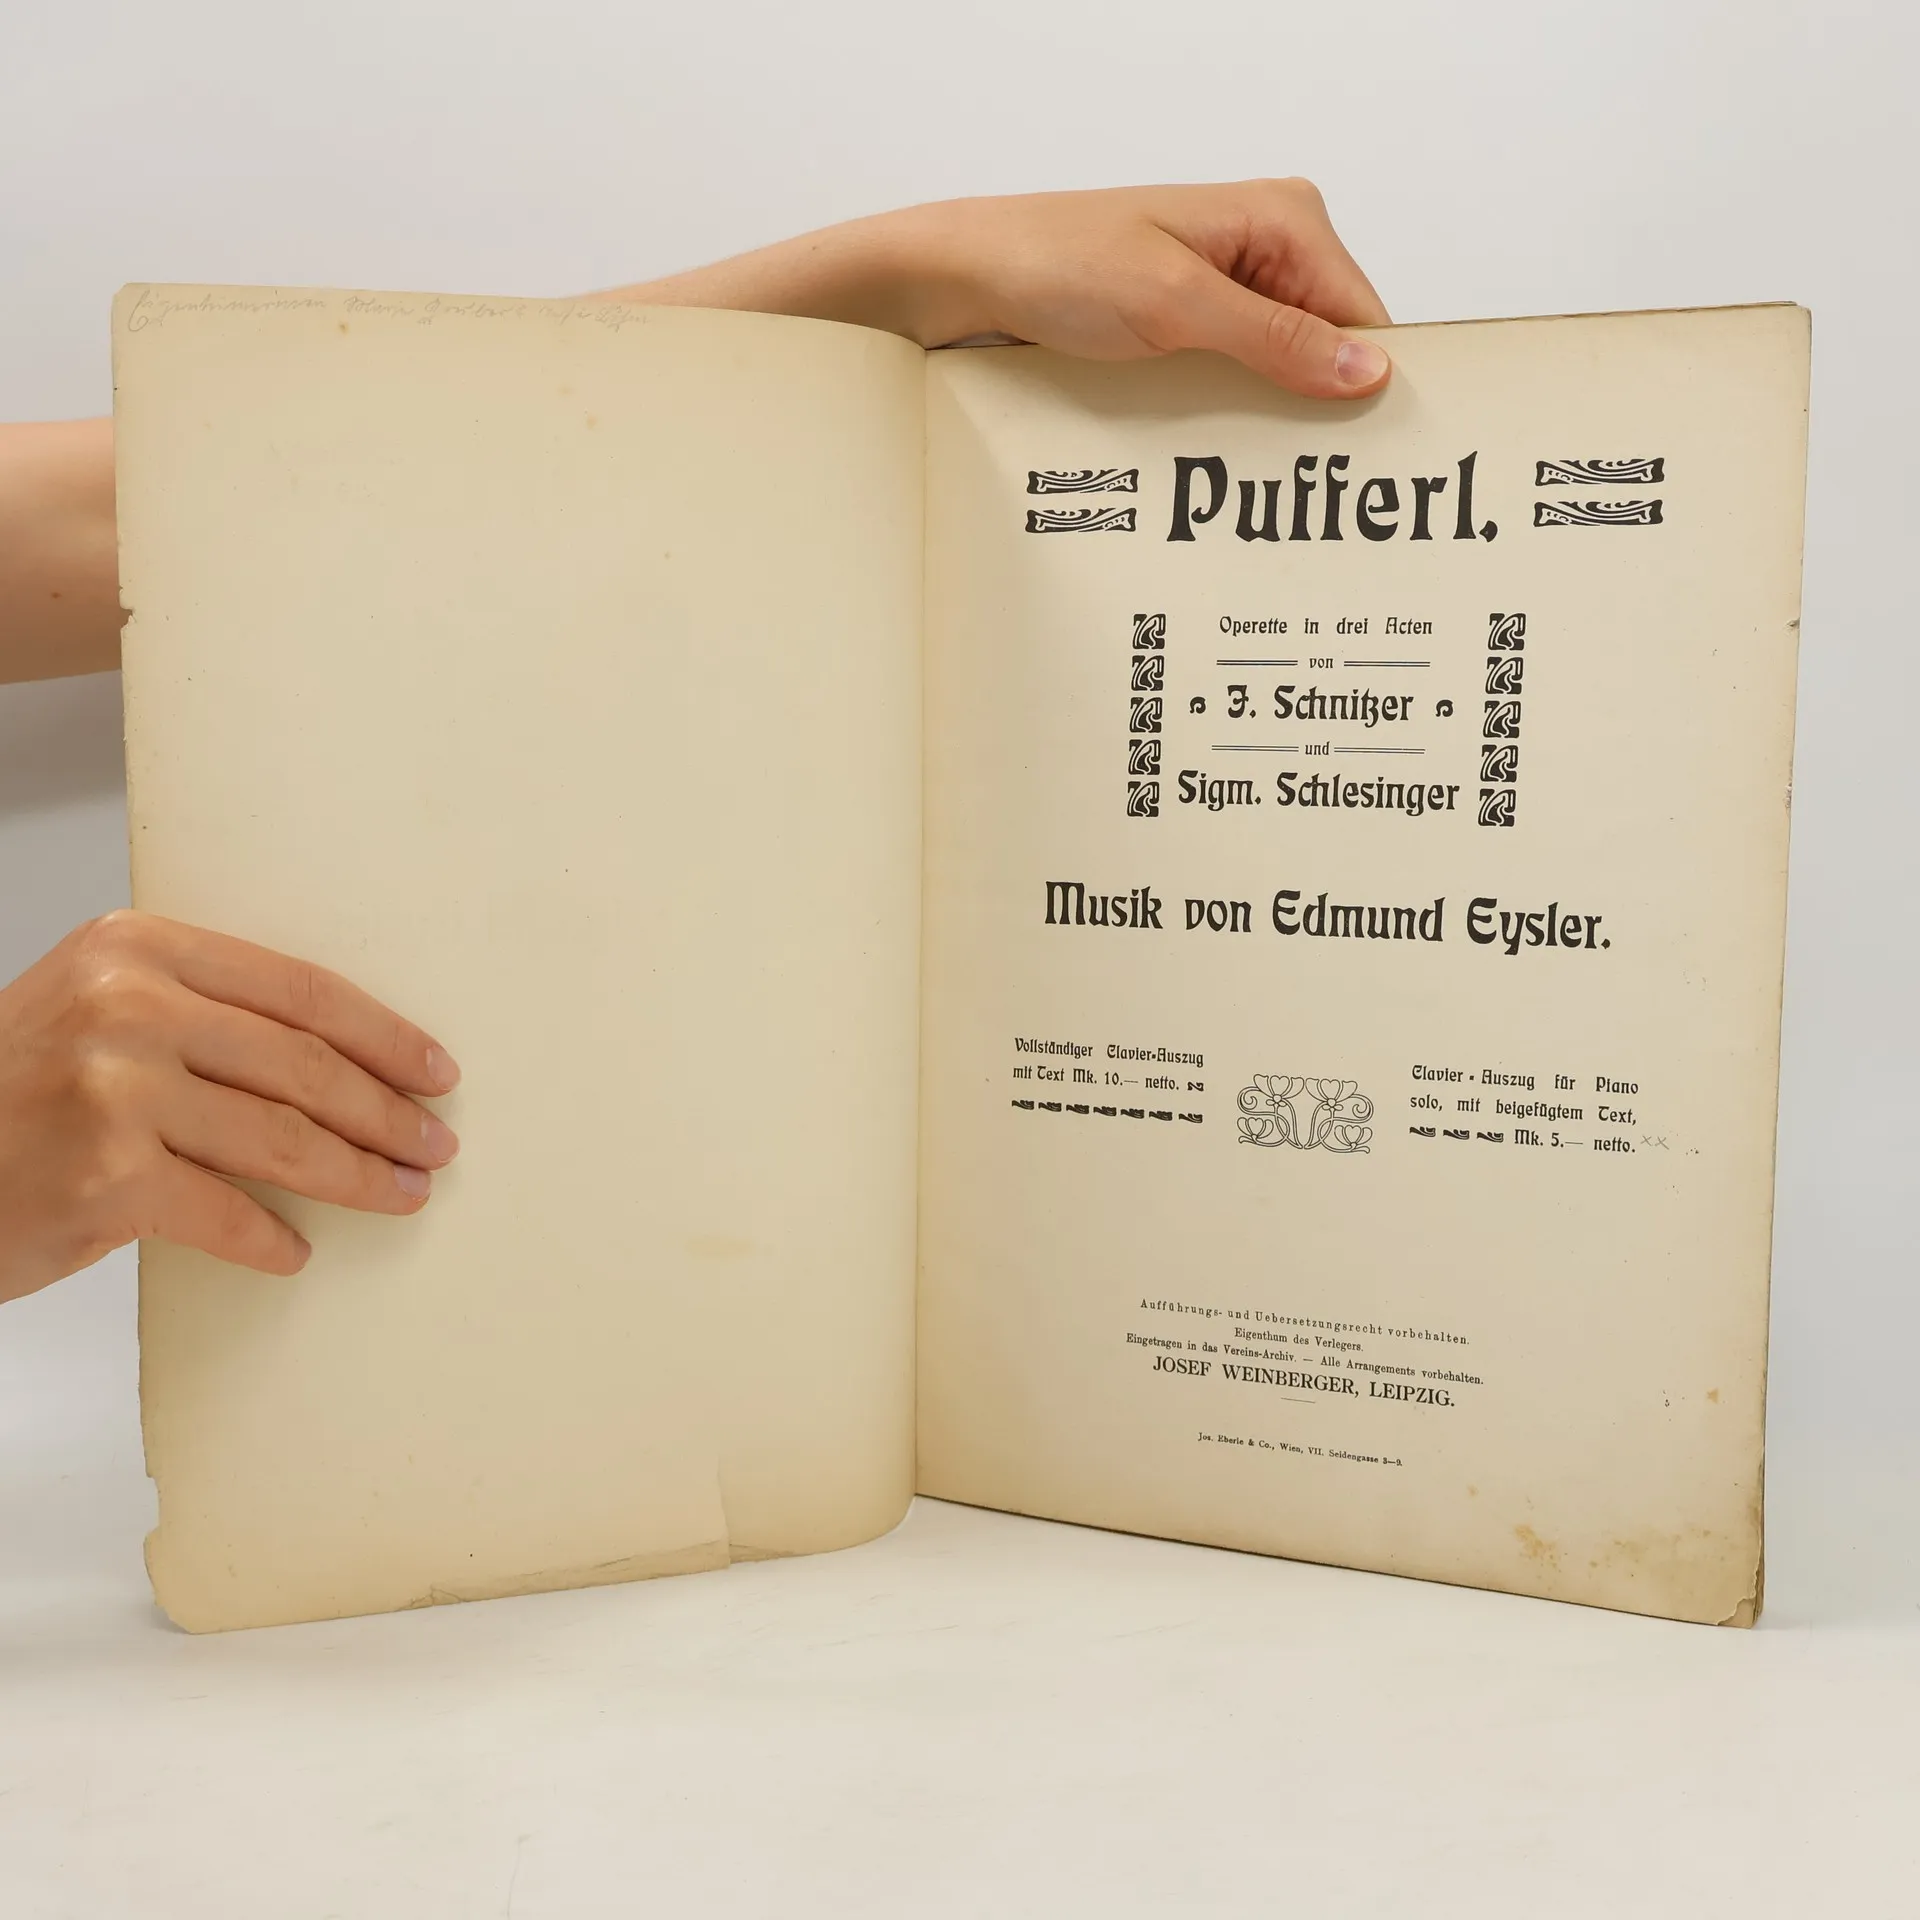 Eigentümerinnen Marie
Pufferl.
Operette in drei Acten
von
J. Schnitzer
und
Sigm. Schlesinger
Musik von Edmund Eysler.
Vollständiger Clavier-Auszug
mit Text Mk. 10.— netto.
Clavier-Auszug für Piano
solo, mit beigefügtem Text,
Mk. 5.— netto. xx
Aufführungs- und Uebersetzungsrecht vorbehalten.
Eigenthum des Verlegers.
Eingetragen in das Vereins-Archiv. — Alle Arrangements vorbehalten.
JOSEF WEINBERGER, LEIPZIG.
Jos. Eberle & Co., Wien, VII. Seidengasse 3—9.